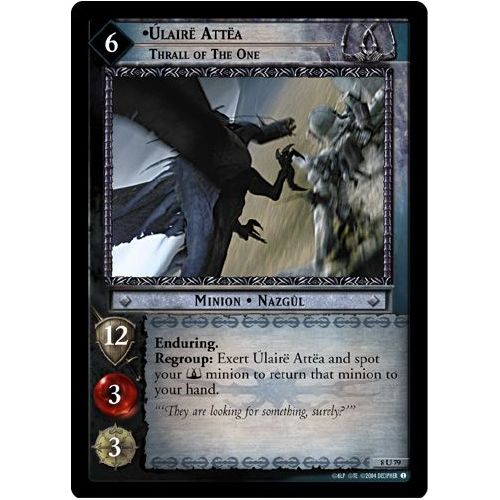 6
•Úlairë Attëa
Thrall of The One
Minion • Nazgûl
12
3
3
Enduring.
Regroup: Exert Úlairë Attëa and spot
your minion to return that minion to
your hand.
“‘They are looking for something, surely?’”
8 U 79
©NLP ©TE ©2004 DECIPHER